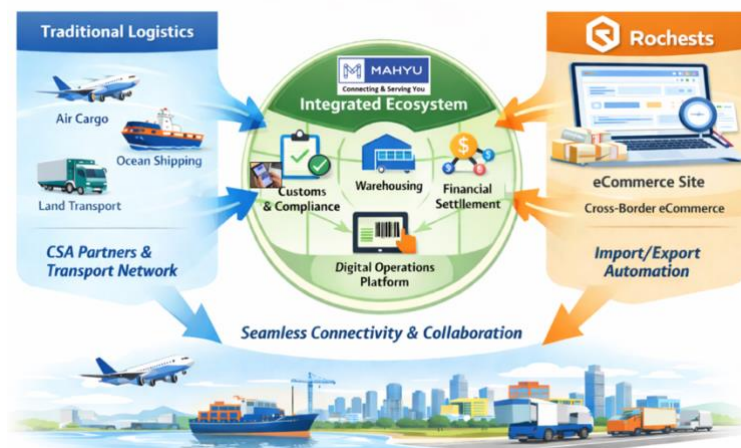 Traditional Logistics
Air Cargo
Ocean Shipping
Land Transport
CSA Partners &
Transport Network
MAHYU
Connecting & Serving You
Integrated Ecosystem
Customs
& Compliance
Warehousing
Financial
Settlement
Digital Operations
Platform
Rochests
eCommerce Site
Cross-Border eCommerce
Import/Export
Automation
Seamless Connectivity & Collaboration